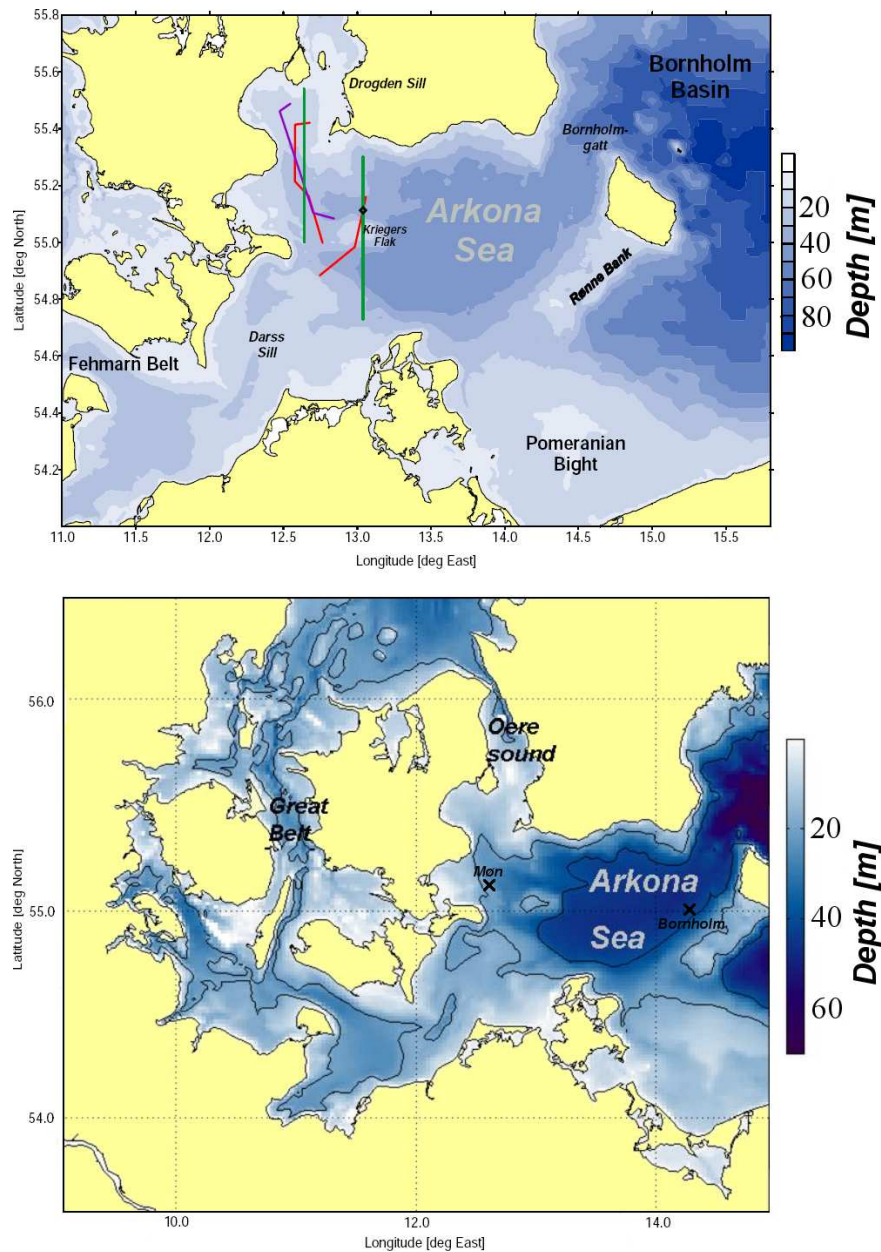 55.8
55.6
55.4
55.2
55.0
54.8
54.6
54.4
54.2
Latitude [deg North]
Drogden Sill
Bornholm
Basin
Bornholm-
gatt
Arkona
Sea
Kriegers
Flak
Rønne Bank
Darss
Sill
Fehmarn Belt
Pomeranian
Bight
11.0 11.5 12.0 12.5 13.0 13.5 14.0 14.5 15.0 15.5
Longitude [deg East]
20
40
60
80
Depth [m]
56.0
55.0
54.0
Latitude [deg North]
Oere
sound
Great
Belt
Møn
Arkona
Sea
Bornholm
10.0 12.0 14.0
Longitude [deg East]
20
40
60
Depth [m]